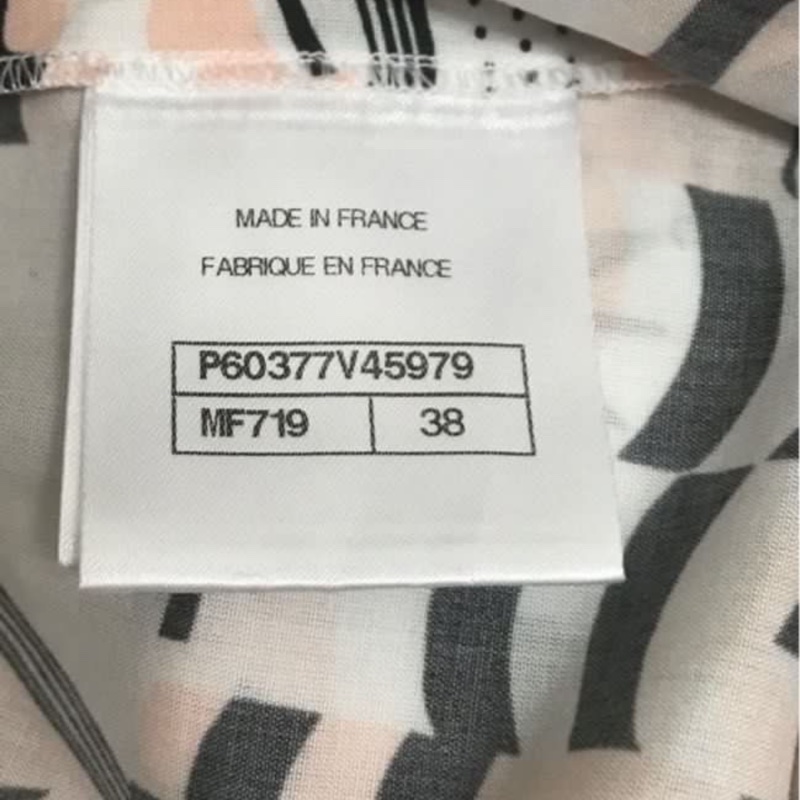 MADE IN FRANCE
FABRIQUE EN FRANCE
P60377V45979
MF719 38